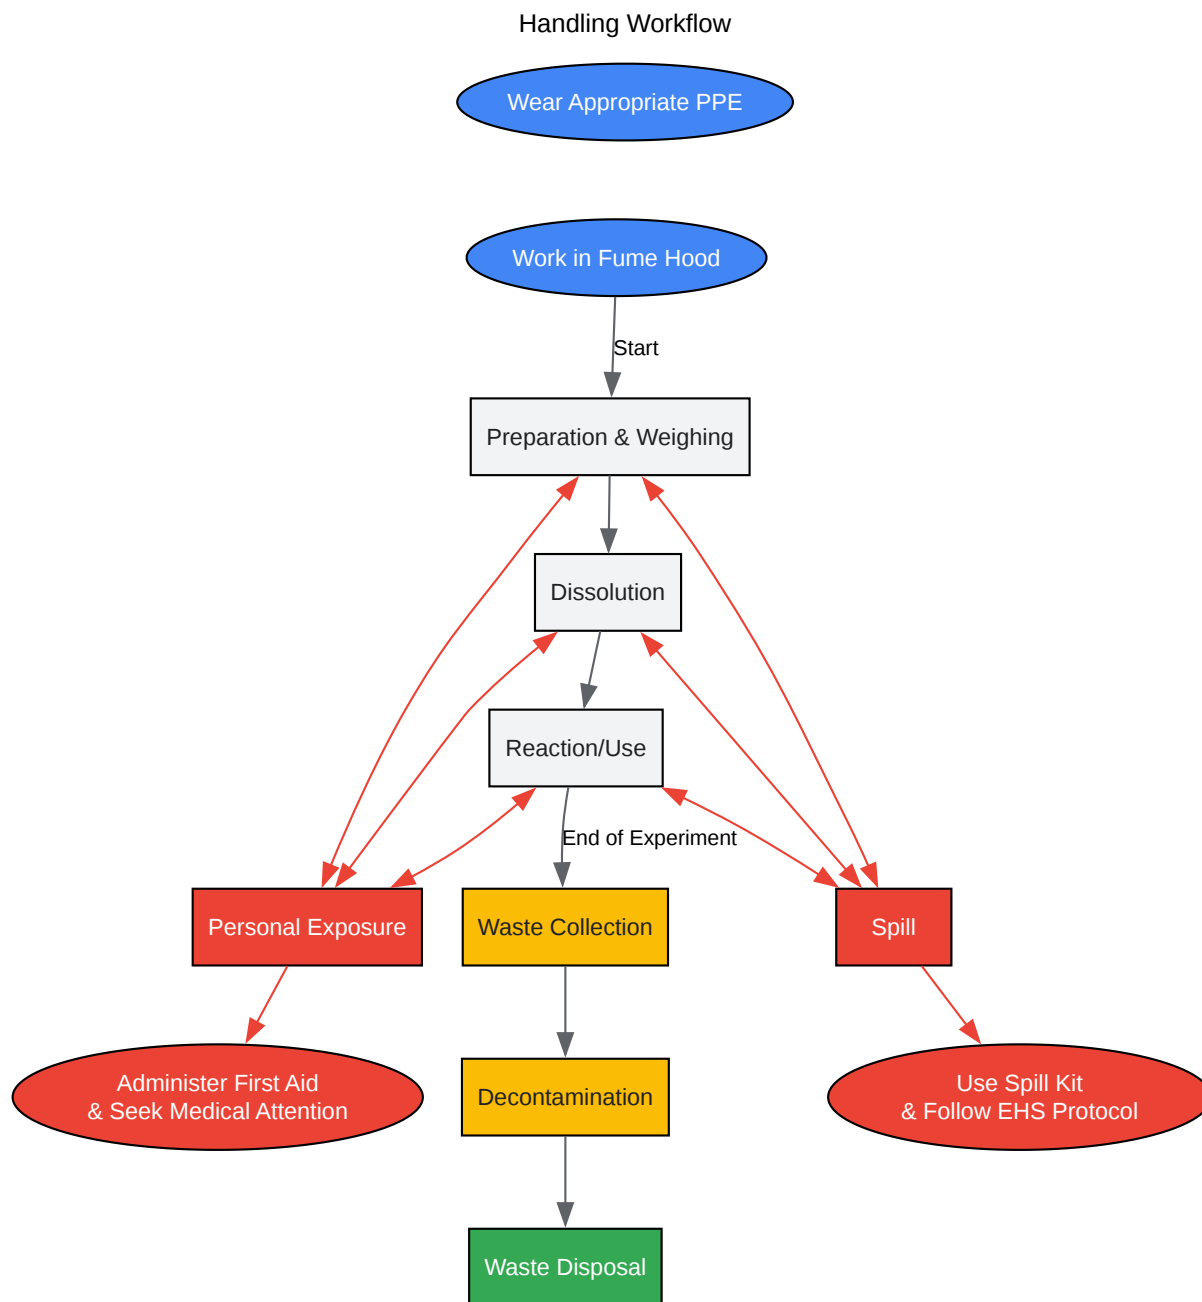 Handling Workflow
Wear Appropriate PPE
Work in Fume Hood
Start
Preparation & Weighing
Dissolution
Reaction/Use
End of Experiment
Personal Exposure
Waste Collection
Spill
Administer First Aid
& Seek Medical Attention
Decontamination
Use Spill Kit
& Follow EHS Protocol
Waste Disposal